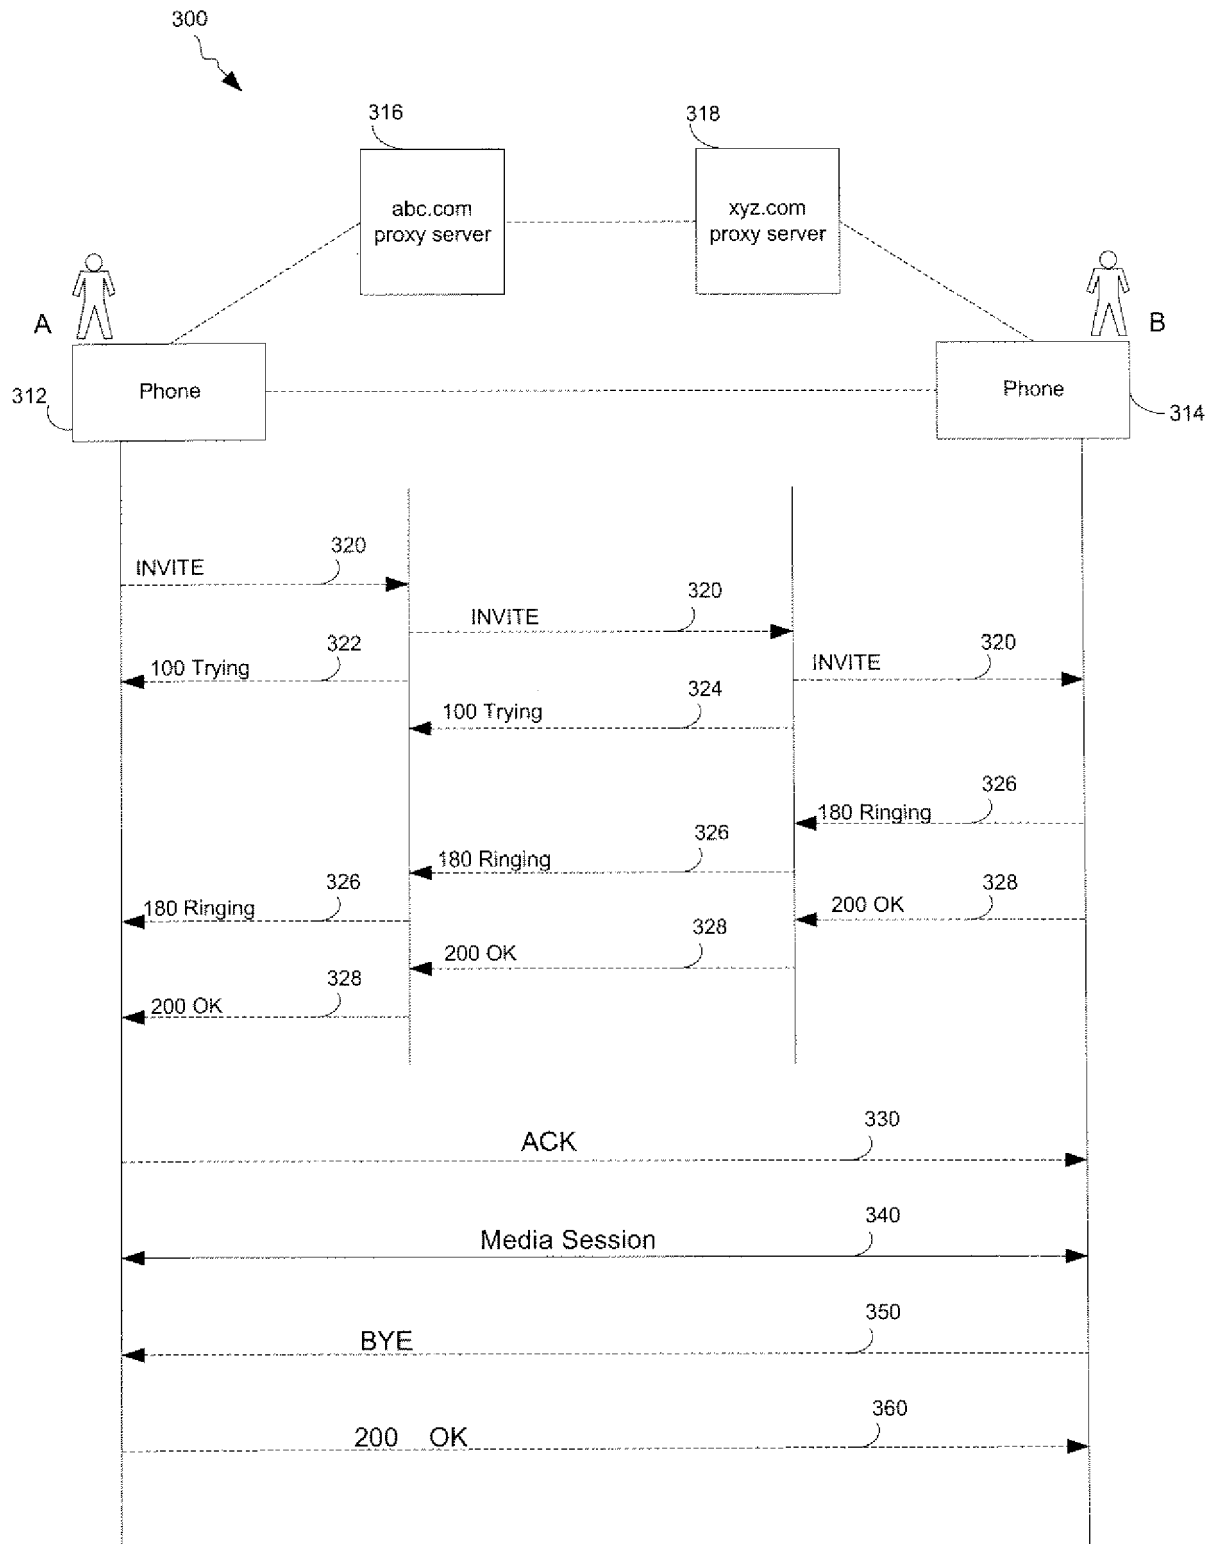 300
316
318
abc.com
proxy server
xyz.com
proxy server
A
B
Phone
Phone
312
314
320
INVITE
320
INVITE
322
100 Trying
320
INVITE
324
100 Trying
326
180 Ringing
326
180 Ringing
326
180 Ringing
328
200 OK
328
200 OK
328
200 OK
330
ACK
340
Media Session
350
BYE
360
200 OK